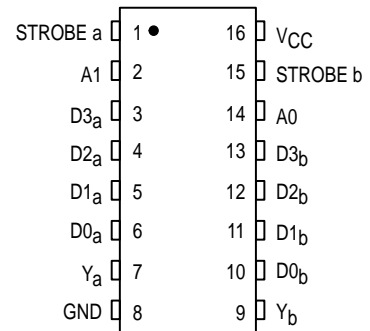 STROBE a 1 16 VCC
A1 2 15 STROBE b
D3a 3 14 A0
D2a 4 13 D3b
D1a 5 12 D2b
D0a 6 11 D1b
Ya 7 10 D0b
GND 8 9 Yb